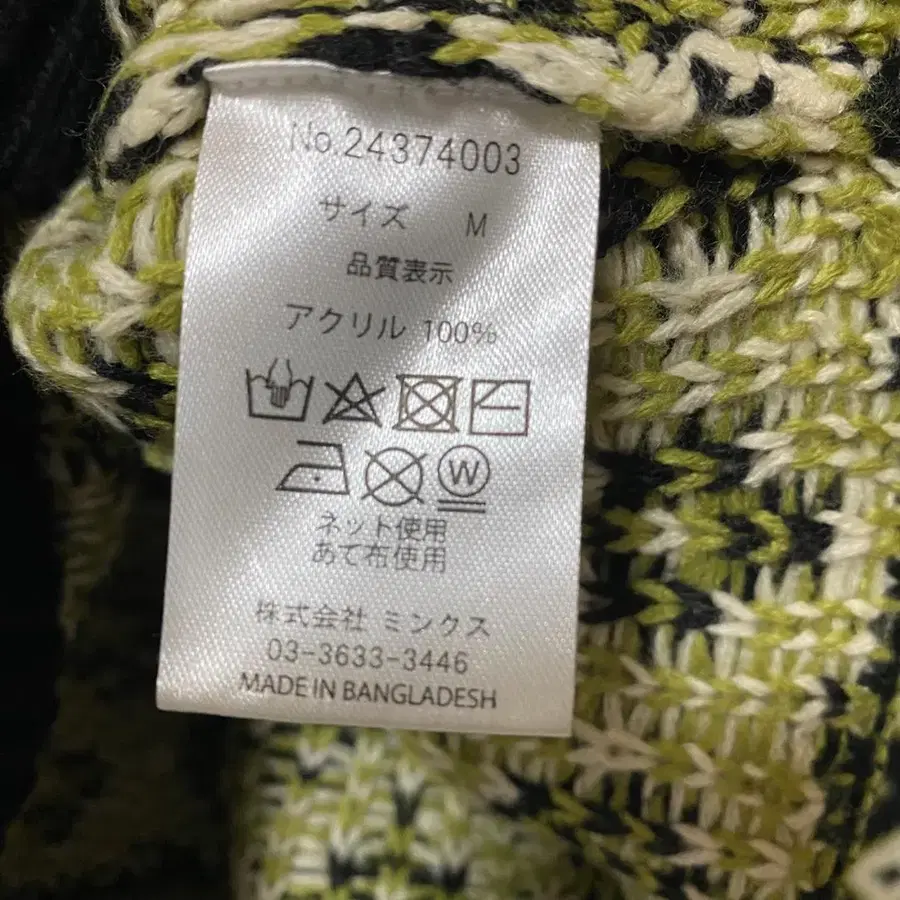 No.24374003
サイズ M
品質表示
アクリル 100%
W
ネット使用
あて布使用
株式会社 ミンクス
03-3633-3446
MADE IN BANGLADESH